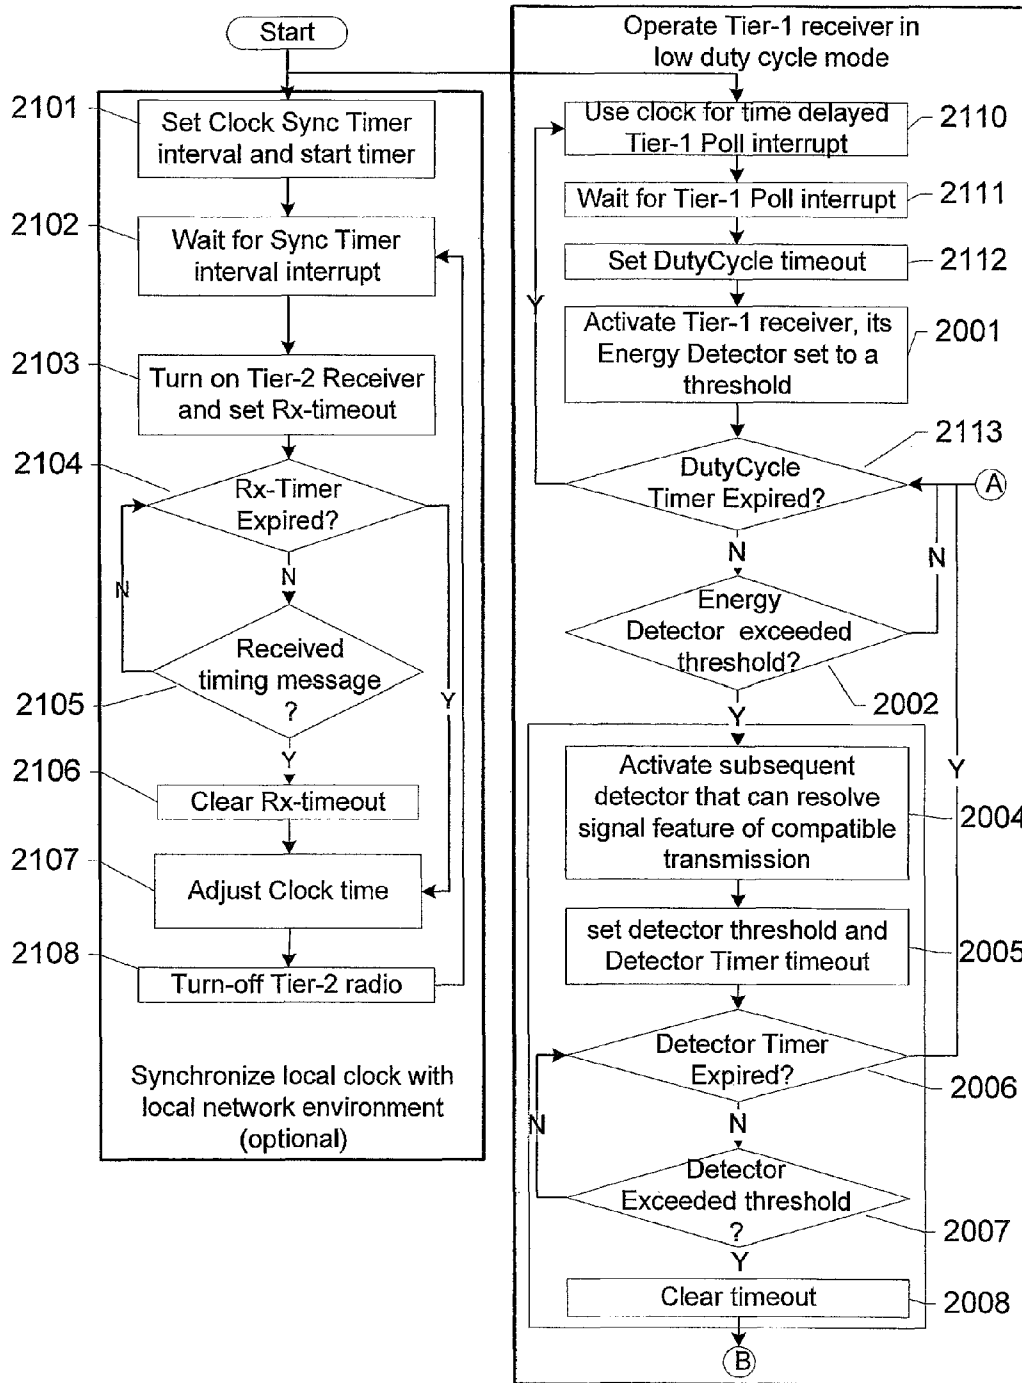 Start
2101
Set Clock Sync Timer
interval and start timer
2102
Wait for Sync Timer
interval interrupt
2103
Turn on Tier-2 Receiver
and set Rx-timeout
2104
Rx-Timer
Expired?
N
N
Received
timing message
?
2105
Y
Y
2106
Clear Rx-timeout
2107
Adjust Clock time
2108
Turn-off Tier-2 radio
Synchronize local clock with
local network environment
(optional)
Operate Tier-1 receiver in
low duty cycle mode
Use clock for time delayed
Tier-1 Poll interrupt
2110
Wait for Tier-1 Poll interrupt
2111
Set DutyCycle timeout
2112
Y
Activate Tier-1 receiver, its
Energy Detector set to a
threshold
2001
2113
DutyCycle
Timer Expired?
A
N
N
Energy
Detector exceeded
threshold?
2002
Y
Y
Activate subsequent
detector that can resolve
signal feature of compatible
transmission
2004
set detector threshold and
Detector Timer timeout
2005
Detector Timer
Expired?
2006
N
N
Detector
Exceeded threshold
?
2007
Y
Clear timeout
2008
B